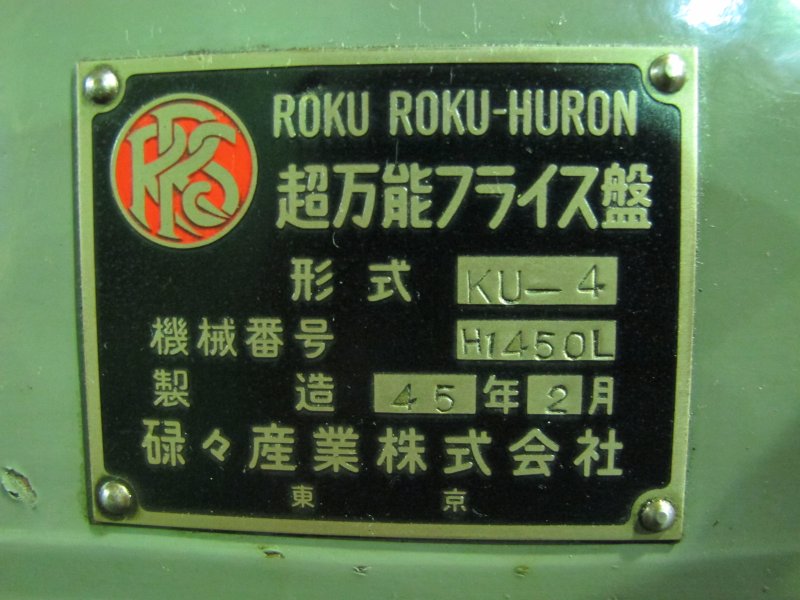 RRS
ROKU ROKU-HURON
超万能フライス盤
形式 KU-4
機械番号 H1450L
製造 45年2月
碌々産業株式会社
東京